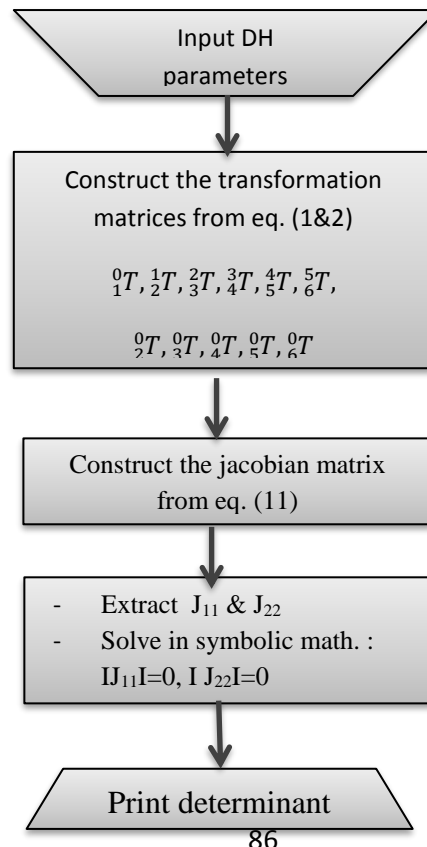 Input DH
parameters
Construct the transformation
matrices from eq. (1&2)
⁰₁T, ¹₂T, ²₃T, ³₄T, ⁴₅T, ⁵₆T,
⁰₂T, ⁰₃T, ⁰₄T, ⁰₅T, ⁰₆T
Construct the jacobian matrix
from eq. (11)
- Extract J₁₁ & J₂₂
- Solve in symbolic math. :
IJ₁₁I=0, I J₂₂I=0
Print determinant
86